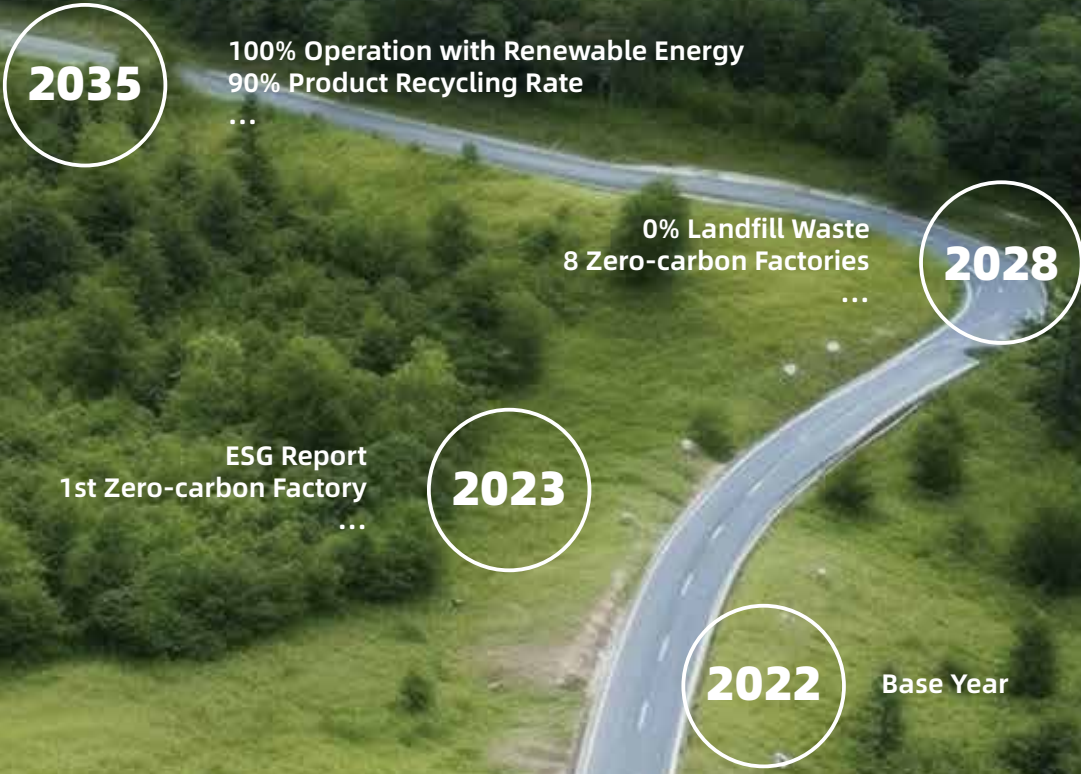 2035
100% Operation with Renewable Energy
90% Product Recycling Rate
...
0% Landfill Waste
8 Zero-carbon Factories
...
2028
ESG Report
1st Zero-carbon Factory
...
2023
2022
Base Year